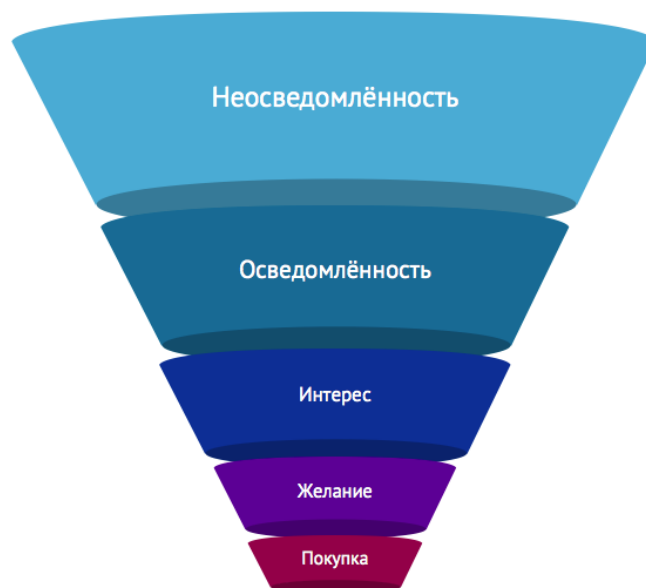 Неосведомлённость
Осведомлённость
Интерес
Желание
Покупка